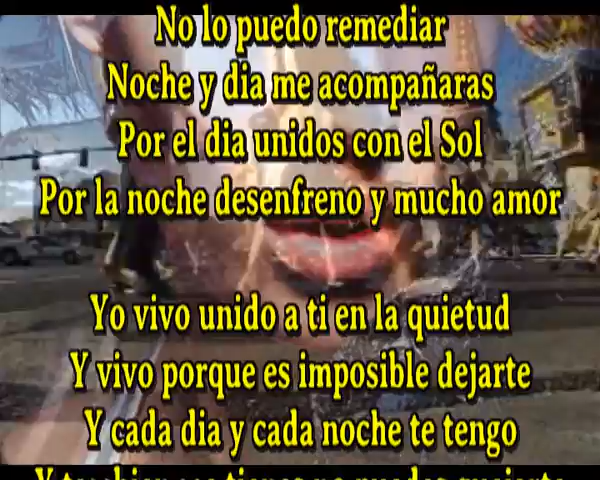 No lo puedo remediar
Noche y dia me acompañaras
Por el dia unidos con el Sol
Por la noche desenfreno y mucho amor
Yo vivo unido a ti en la quietud
Y vivo porque es imposible dejarte
Y cada dia y cada noche te tengo